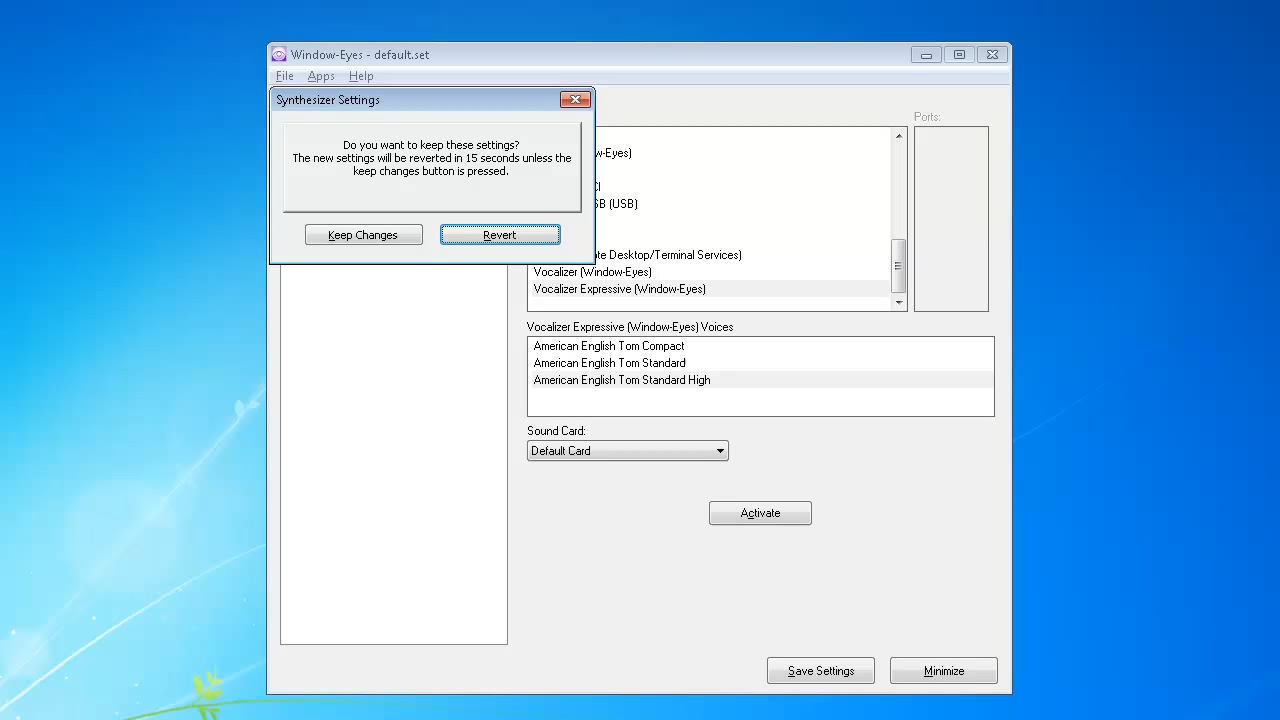 Window-Eyes - default.set
File Apps Help
Synthesizer Settings
Do you want to keep these settings?
The new settings will be reverted in 15 seconds unless the
keep changes button is pressed.
Keep Changes
Revert
Ports:
w-Eyes)
SB (USB)
te Desktop/Terminal Services)
Vocalizer (Window-Eyes)
Vocalizer Expressive (Window-Eyes)
Vocalizer Expressive (Window-Eyes) Voices
American English Tom Compact
American English Tom Standard
American English Tom Standard High
Sound Card:
Default Card
Activate
Save Settings
Minimize